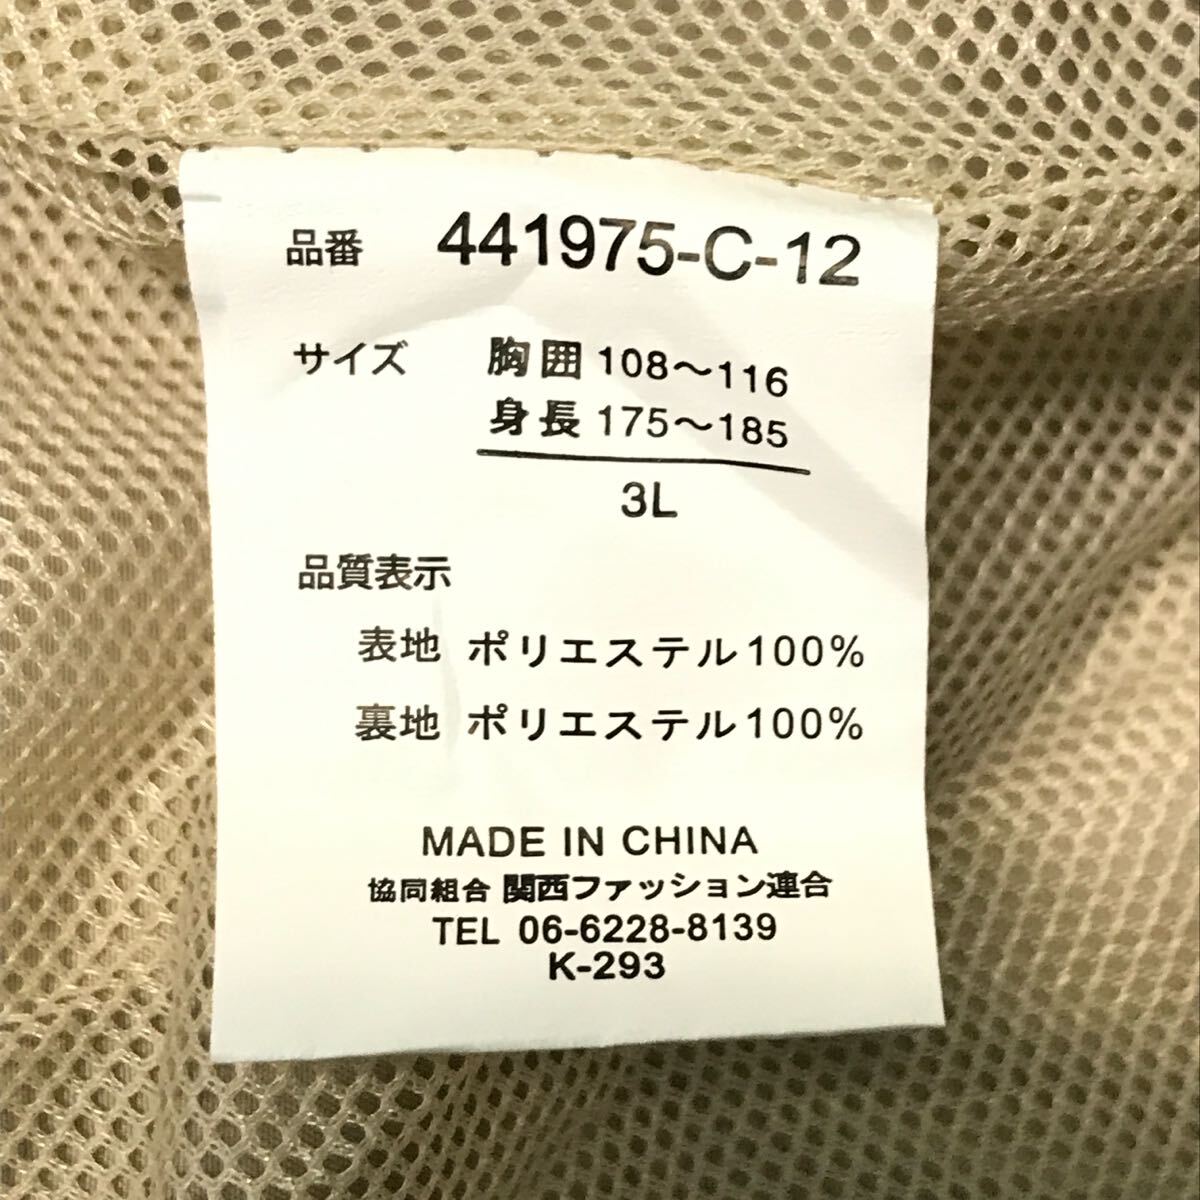 品番 441975-C-12
サイズ 胸囲 108～116
身長 175～185
3L
品質表示
表地 ポリエステル100%
裏地 ポリエステル100%
MADE IN CHINA
協同組合 関西ファッション連合
TEL 06-6228-8139
K-293